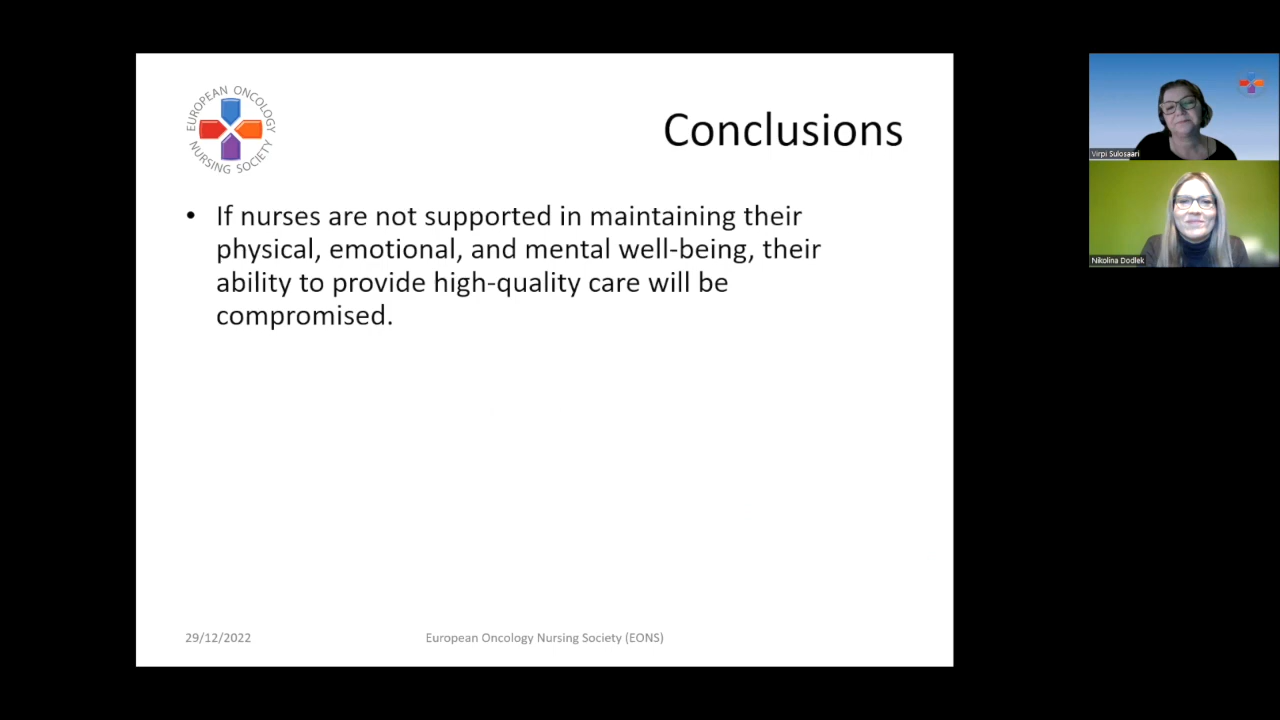 EUROPEAN ONCOLOGY
NURSING SOCIETY
Conclusions
• If nurses are not supported in maintaining their
physical, emotional, and mental well-being, their
ability to provide high-quality care will be
compromised.
29/12/2022
European Oncology Nursing Society (EONS)
Virpi Sulosaari
Nikolina Dodlek